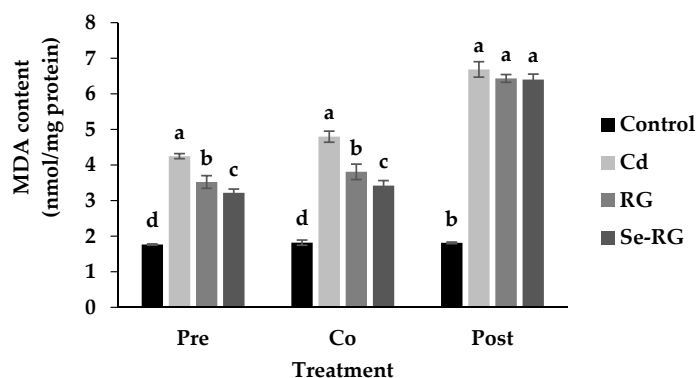 MDA content
(nmol/mg protein)
8
7
6
5
4
3
2
1
0
d a b c
d a b c
b a a a
Pre Co Post
Treatment
Control
Cd
RG
Se-RG